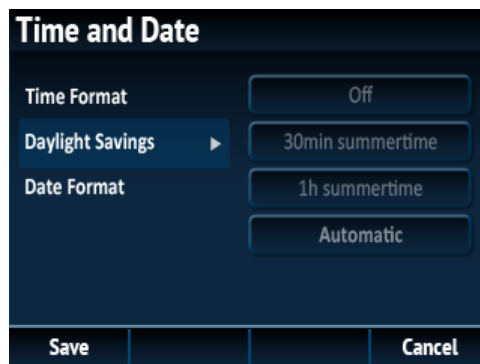 Time and Date
Time Format
Off
Daylight Savings
30min summertime
Date Format
1h summertime
Automatic
Save
Cancel